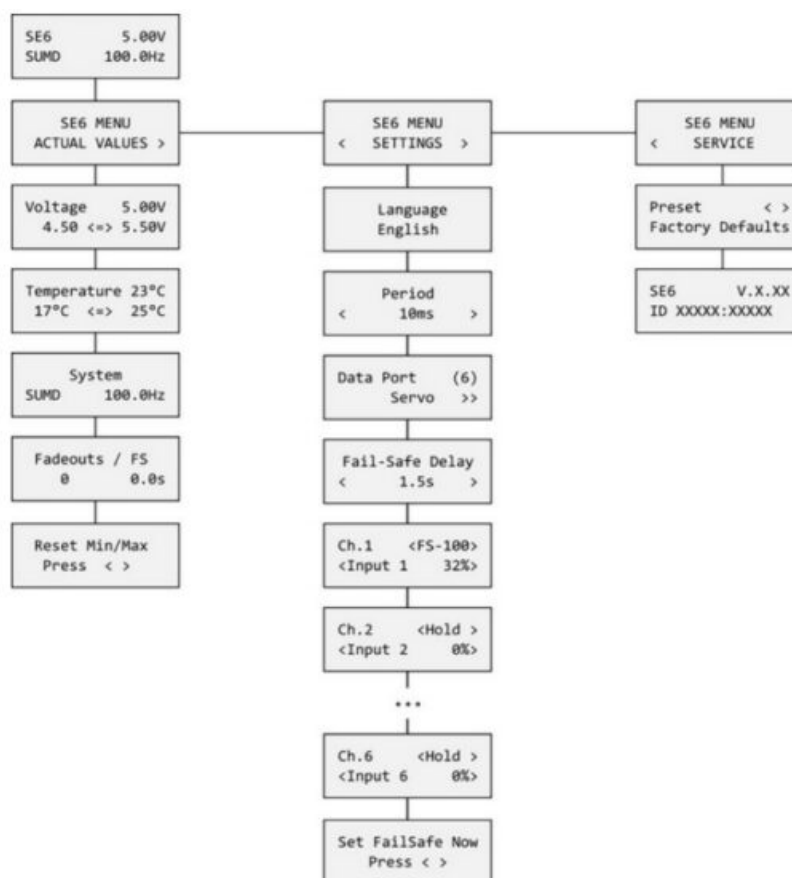 SE6 5.00V
SUMD 100.0Hz
SE6 MENU
ACTUAL VALUES >
Voltage 5.00V
4.50 <=> 5.50V
Temperature 23°C
17°C <=> 25°C
System
SUMD 100.0Hz
Fadeouts / FS
0 0.0s
Reset Min/Max
Press < >
SE6 MENU
< SETTINGS >
Language
English
Period
< 10ms >
Data Port (6)
Servo >>
Fail-Safe Delay
< 1.5s >
Ch.1 <FS-100>
<Input 1 32%>
Ch.2 <Hold >
<Input 2 0%>
...
Ch.6 <Hold >
<Input 6 0%>
Set FailSafe Now
Press < >
SE6 MENU
< SERVICE
Preset < >
Factory Defaults
SE6 V.X.XX
ID XXXXX:XXXXX